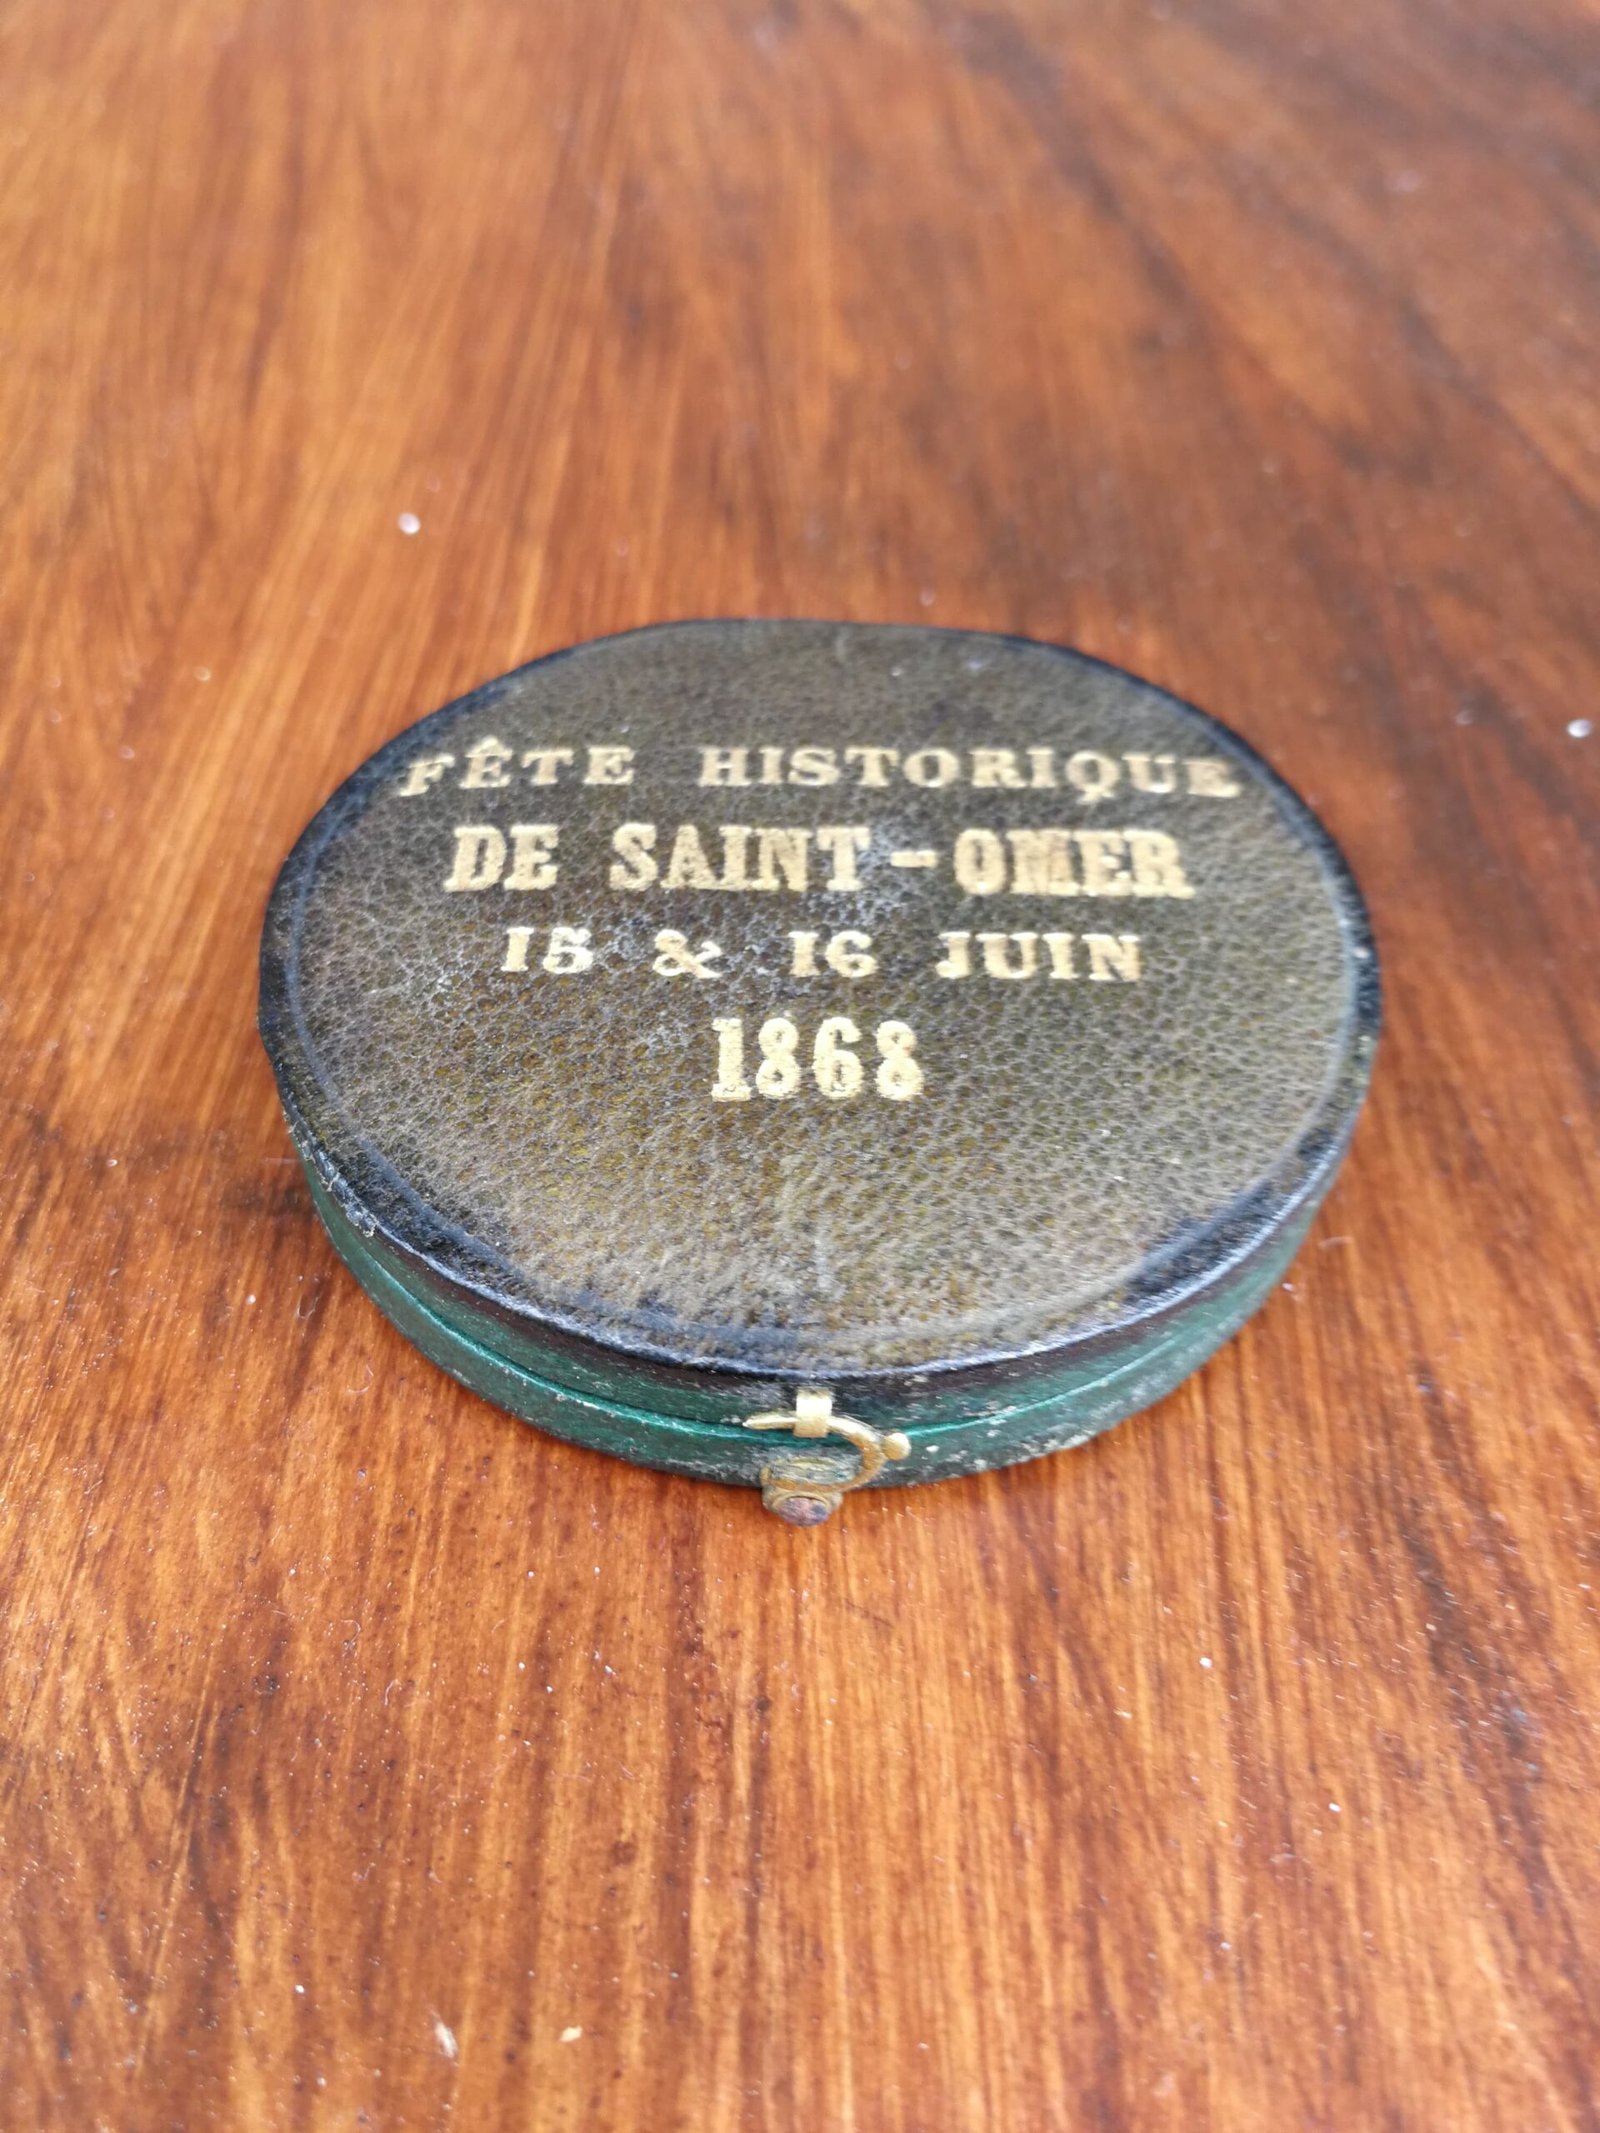 FÊTE HISTORIQUE
DE SAINT-OMER
15 & 16 JUIN
1868